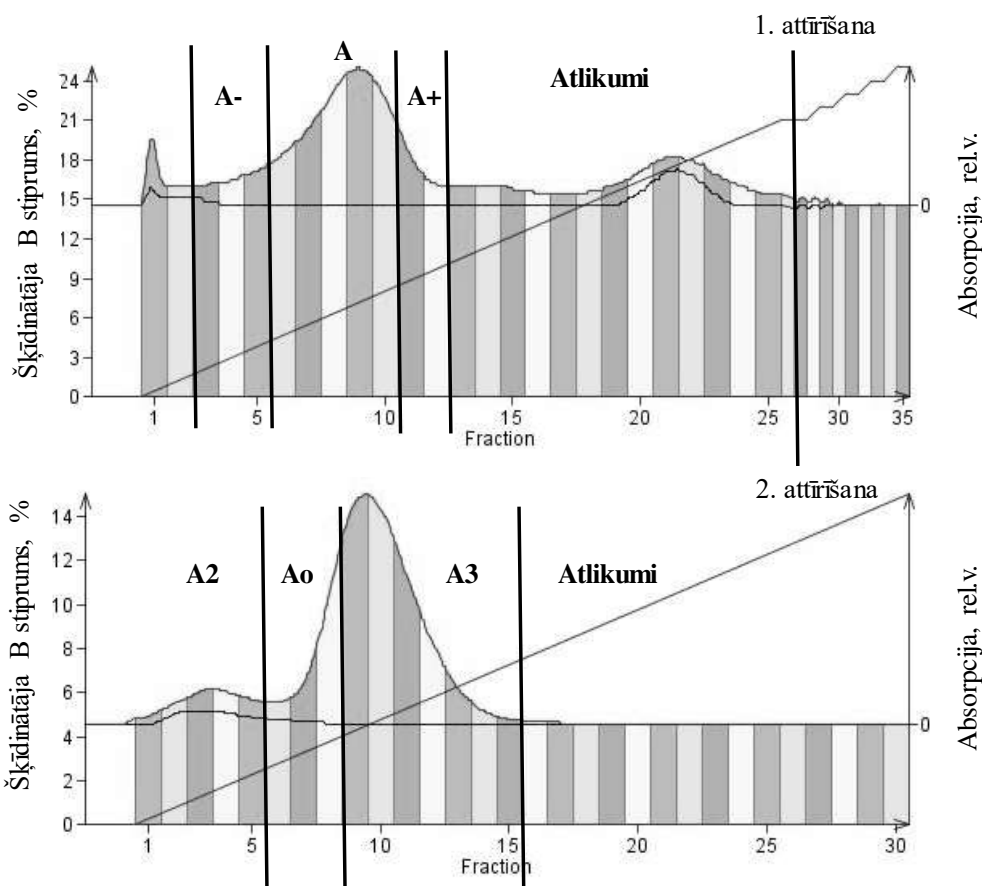 1. attīrīšana
Šķīdinātāja B stiprums, %
Absorpcija, rel.v.
A- A A+ Atlikumi
24
21
18
15
12
9
6
3
0
0
1 5 10 15 20 25 30 35
Fraction
2. attīrīšana
Šķīdinātāja B stiprums, %
Absorpcija, rel.v.
A2 Ao A3 Atlikumi
14
12
10
8
6
4
2
0
0
1 5 10 15 20 25 30
Fraction